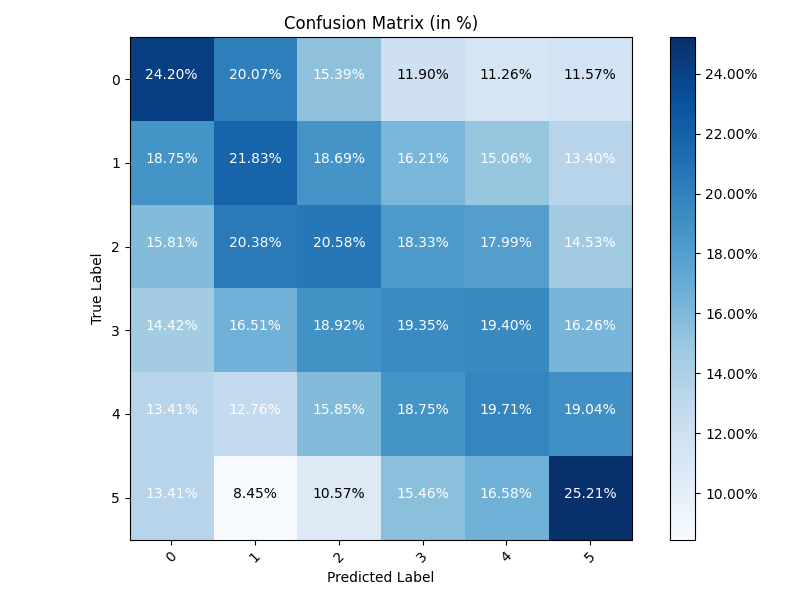 Confusion Matrix (in %)
True Label
0 24.20% 20.07% 15.39% 11.90% 11.26% 11.57%
1 18.75% 21.83% 18.69% 16.21% 15.06% 13.40%
2 15.81% 20.38% 20.58% 18.33% 17.99% 14.53%
3 14.42% 16.51% 18.92% 19.35% 19.40% 16.26%
4 13.41% 12.76% 15.85% 18.75% 19.71% 19.04%
5 13.41% 8.45% 10.57% 15.46% 16.58% 25.21%
0 1 2 3 4 5
Predicted Label
24.00%
22.00%
20.00%
18.00%
16.00%
14.00%
12.00%
10.00%